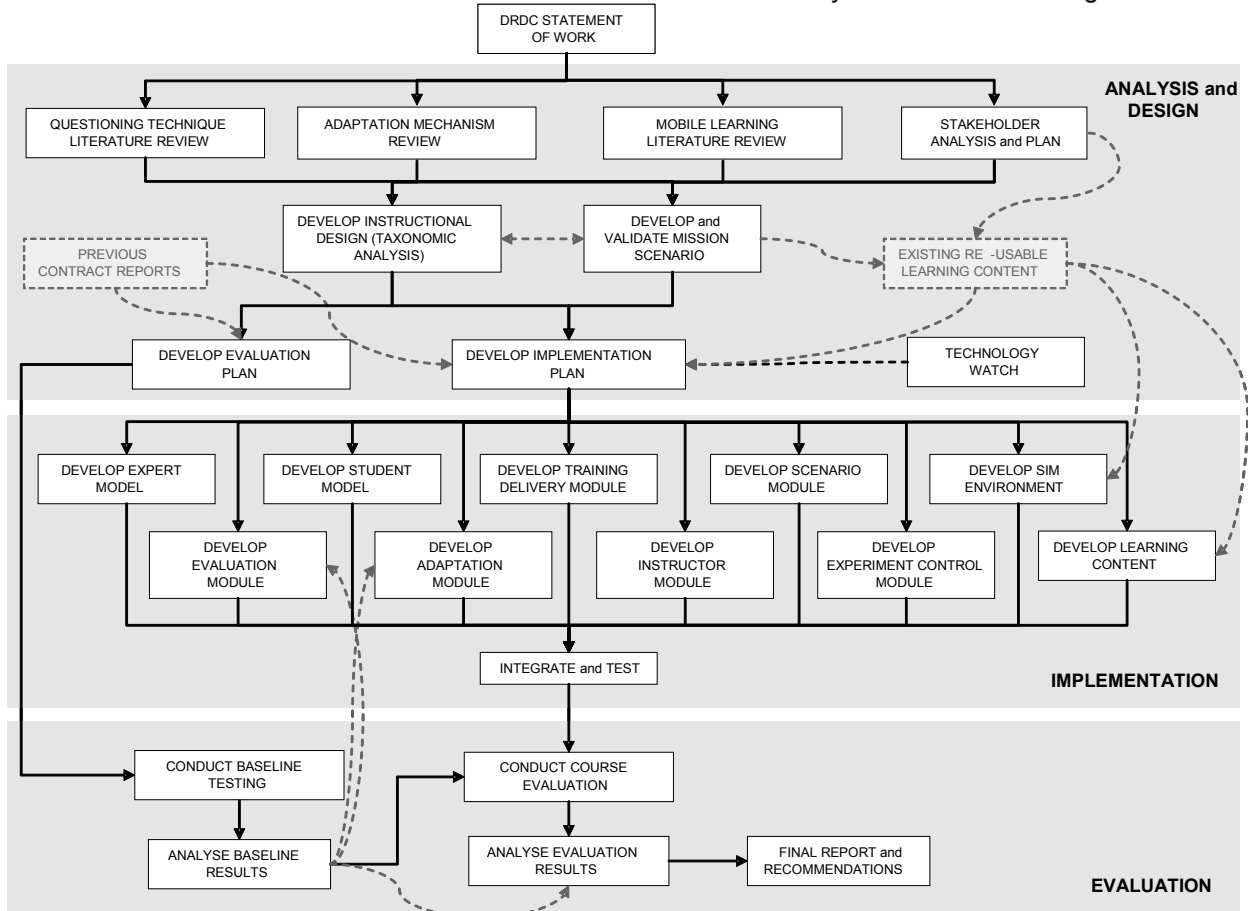 DRDC STATEMENT
OF WORK
ANALYSIS and
DESIGN
QUESTIONING TECHNIQUE
LITERATURE REVIEW
ADAPTATION MECHANISM
REVIEW
MOBILE LEARNING
LITERATURE REVIEW
STAKEHOLDER
ANALYSIS and PLAN
DEVELOP INSTRUCTIONAL
DESIGN (TAXONOMIC
ANALYSIS)
DEVELOP and
VALIDATE MISSION
SCENARIO
PREVIOUS
CONTRACT REPORTS
EXISTING RE -USABLE
LEARNING CONTENT
DEVELOP EVALUATION
PLAN
DEVELOP IMPLEMENTATION
PLAN
TECHNOLOGY
WATCH
DEVELOP EXPERT
MODEL
DEVELOP STUDENT
MODEL
DEVELOP TRAINING
DELIVERY MODULE
DEVELOP SCENARIO
MODULE
DEVELOP SIM
ENVIRONMENT
DEVELOP
EVALUATION
MODULE
DEVELOP
ADAPTATION
MODULE
DEVELOP
INSTRUCTOR
MODULE
DEVELOP
EXPERIMENT CONTROL
MODULE
DEVELOP LEARNING
CONTENT
INTEGRATE and TEST
IMPLEMENTATION
CONDUCT BASELINE
TESTING
CONDUCT COURSE
EVALUATION
ANALYSE BASELINE
RESULTS
ANALYSE EVALUATION
RESULTS
FINAL REPORT and
RECOMMENDATIONS
EVALUATION